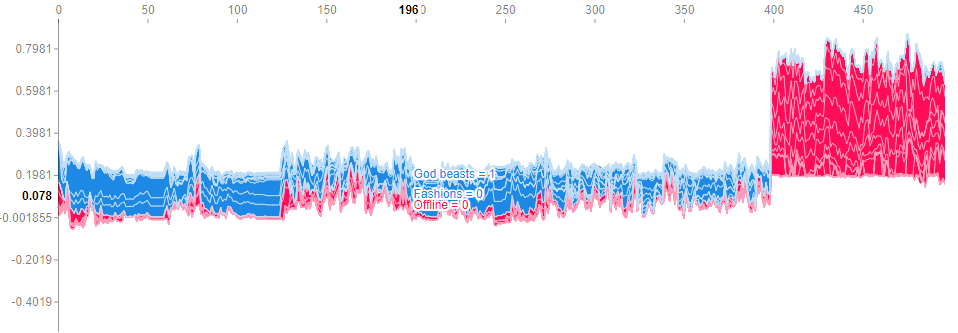 0 50 100 150 196 0 250 300 350 400 450
0.7981
0.5981
0.3981
0.1981
God beasts = 1
0.078
Fashions = 0
Offline = 0
-0.001855
-0.2019
-0.4019